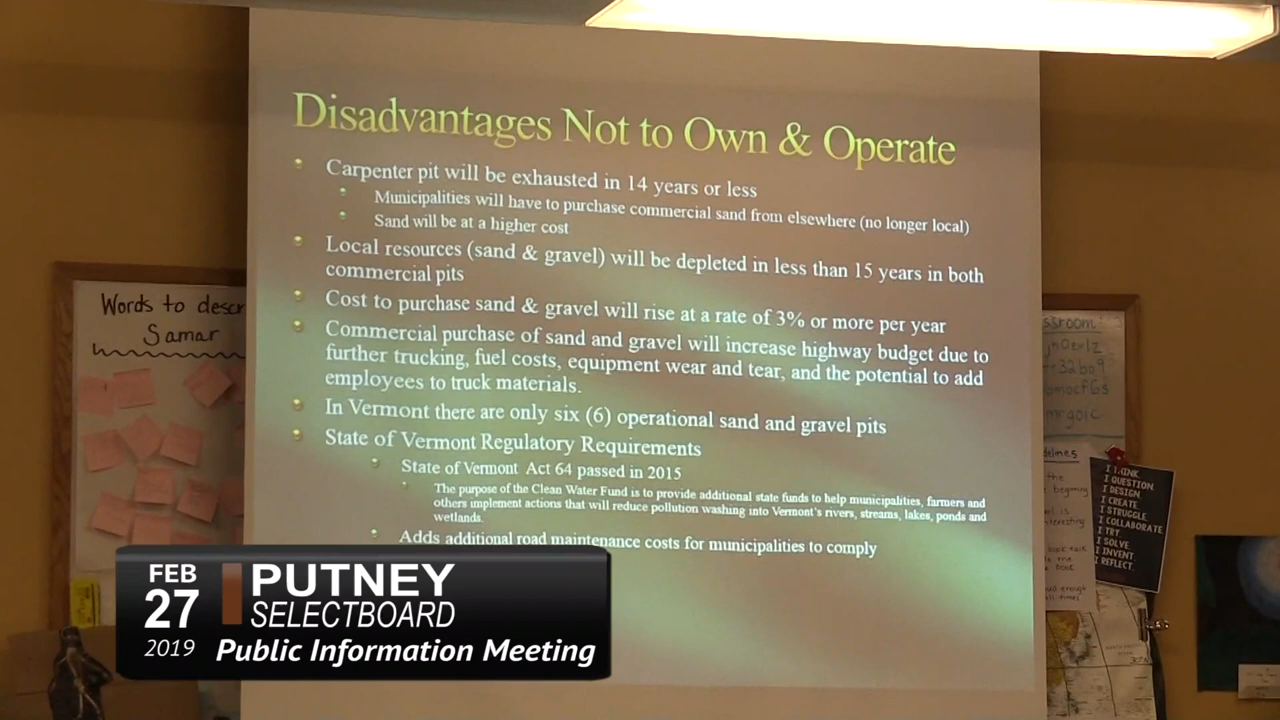 Disadvantages Not to Own & Operate
Carpenter pit will be exhausted in 14 years or less
Municipalities will have to purchase commercial sand from elsewhere (no longer local)
Sand will be at a higher cost
Local resources (sand & gravel) will be depleted in less than 15 years in both
commercial pits
Cost to purchase sand & gravel will rise at a rate of 3% or more per year
Commercial purchase of sand and gravel will increase highway budget due to
further trucking, fuel costs, equipment wear and tear, and the potential to add
employees to truck materials.
In Vermont there are only six (6) operational sand and gravel pits
State of Vermont Regulatory Requirements
State of Vermont Act 64 passed in 2015
The purpose of the Clean Water Fund is to provide additional state funds to help municipalities, farmers and
others implement actions that will reduce pollution washing into Vermont's rivers, streams, lakes, ponds and
wetlands.
Adds additional road maintenance costs for municipalities to comply
Words to descr
Samar
I THINK.
I QUESTION.
I DESIGN.
I CREATE.
I STRUGGLE.
I COLLABORATE.
I TRY.
I SOLVE.
I INVENT.
I REFLECT.
FEB
27
2019
PUTNEY
SELECTBOARD
Public Information Meeting